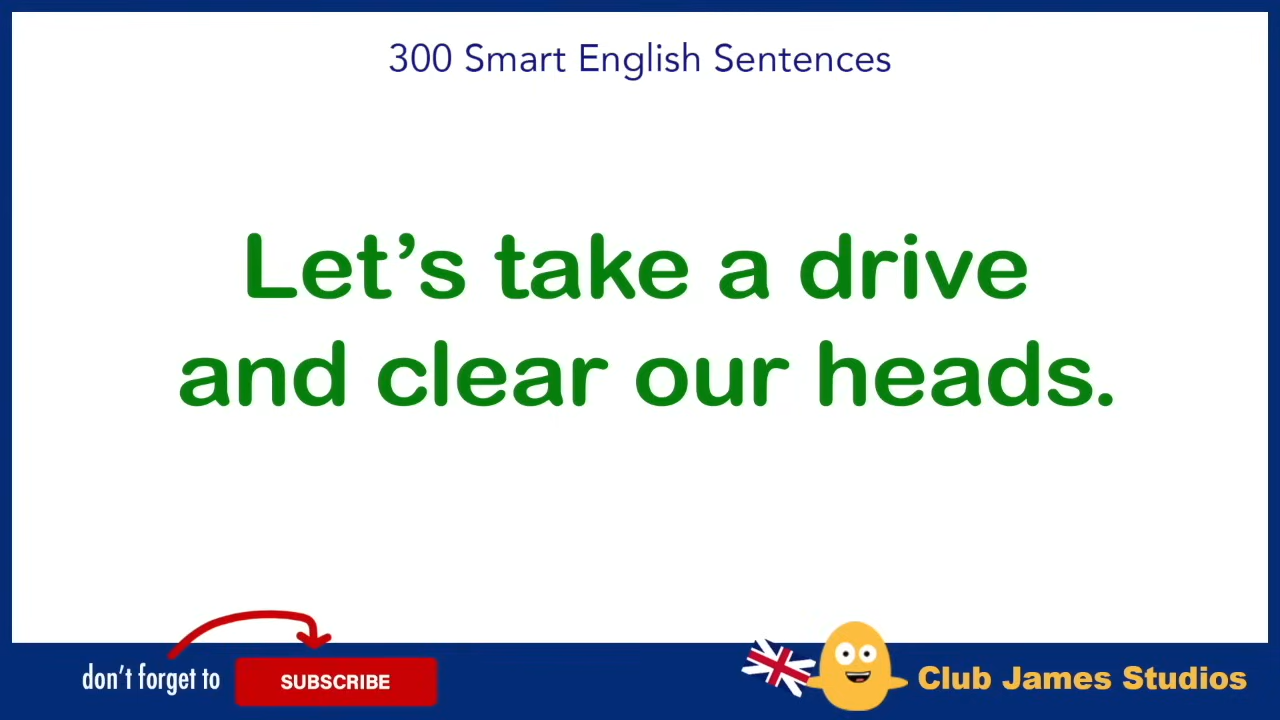 300 Smart English Sentences
Let’s take a drive
and clear our heads.
don’t forget to
SUBSCRIBE
Club James Studios